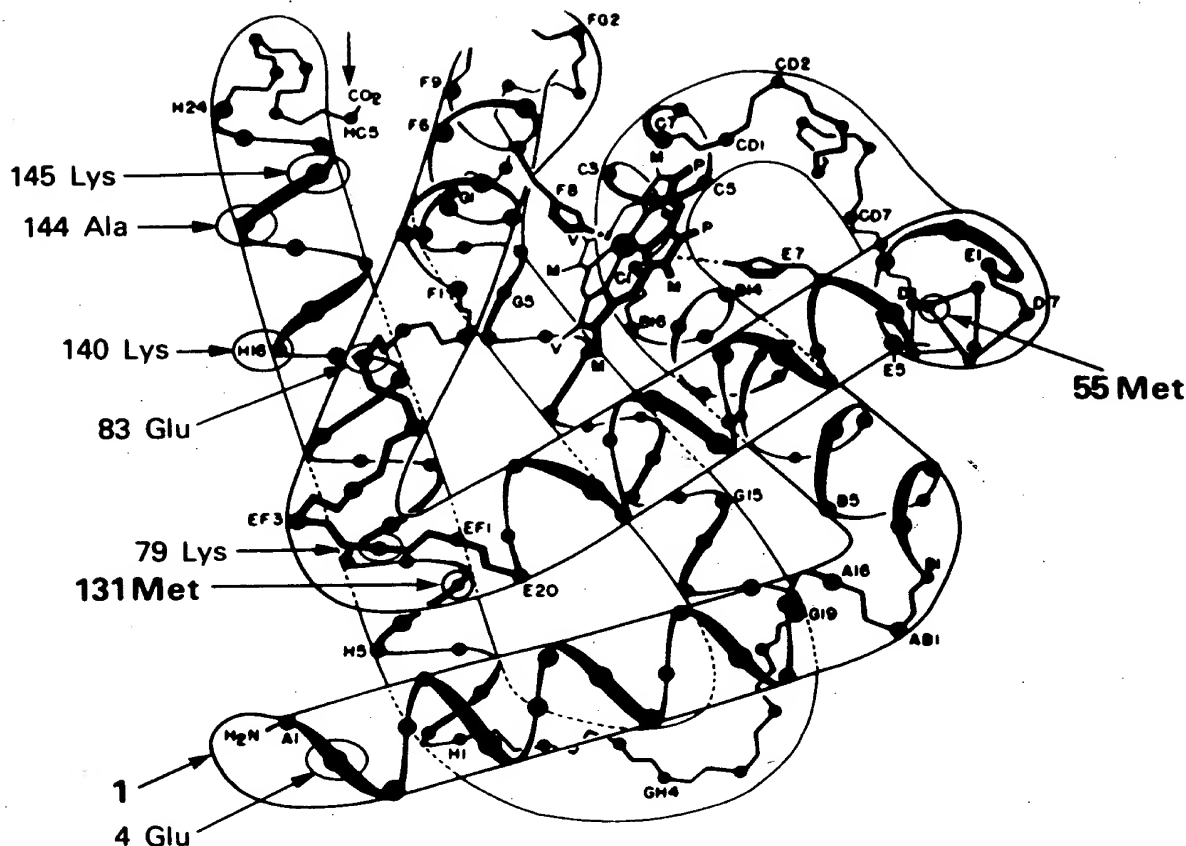 FG2
CD2
F9
CO2
H24
HC5
F6
C7
M
CD1
145 Lys
C3
P
C5
F8
144 Ala
CD7
V
P
E7
E1
M
C1
M
F1
G5
B14
D7
B16
140 Lys
H16
V
M
E5
55 Met
83 Glu
G15
B5
EF3
EF1
79 Lys
131 Met
E20
A16
B1
G19
AB1
H5
H2N
A1
H1
1
GH4
4 Glu